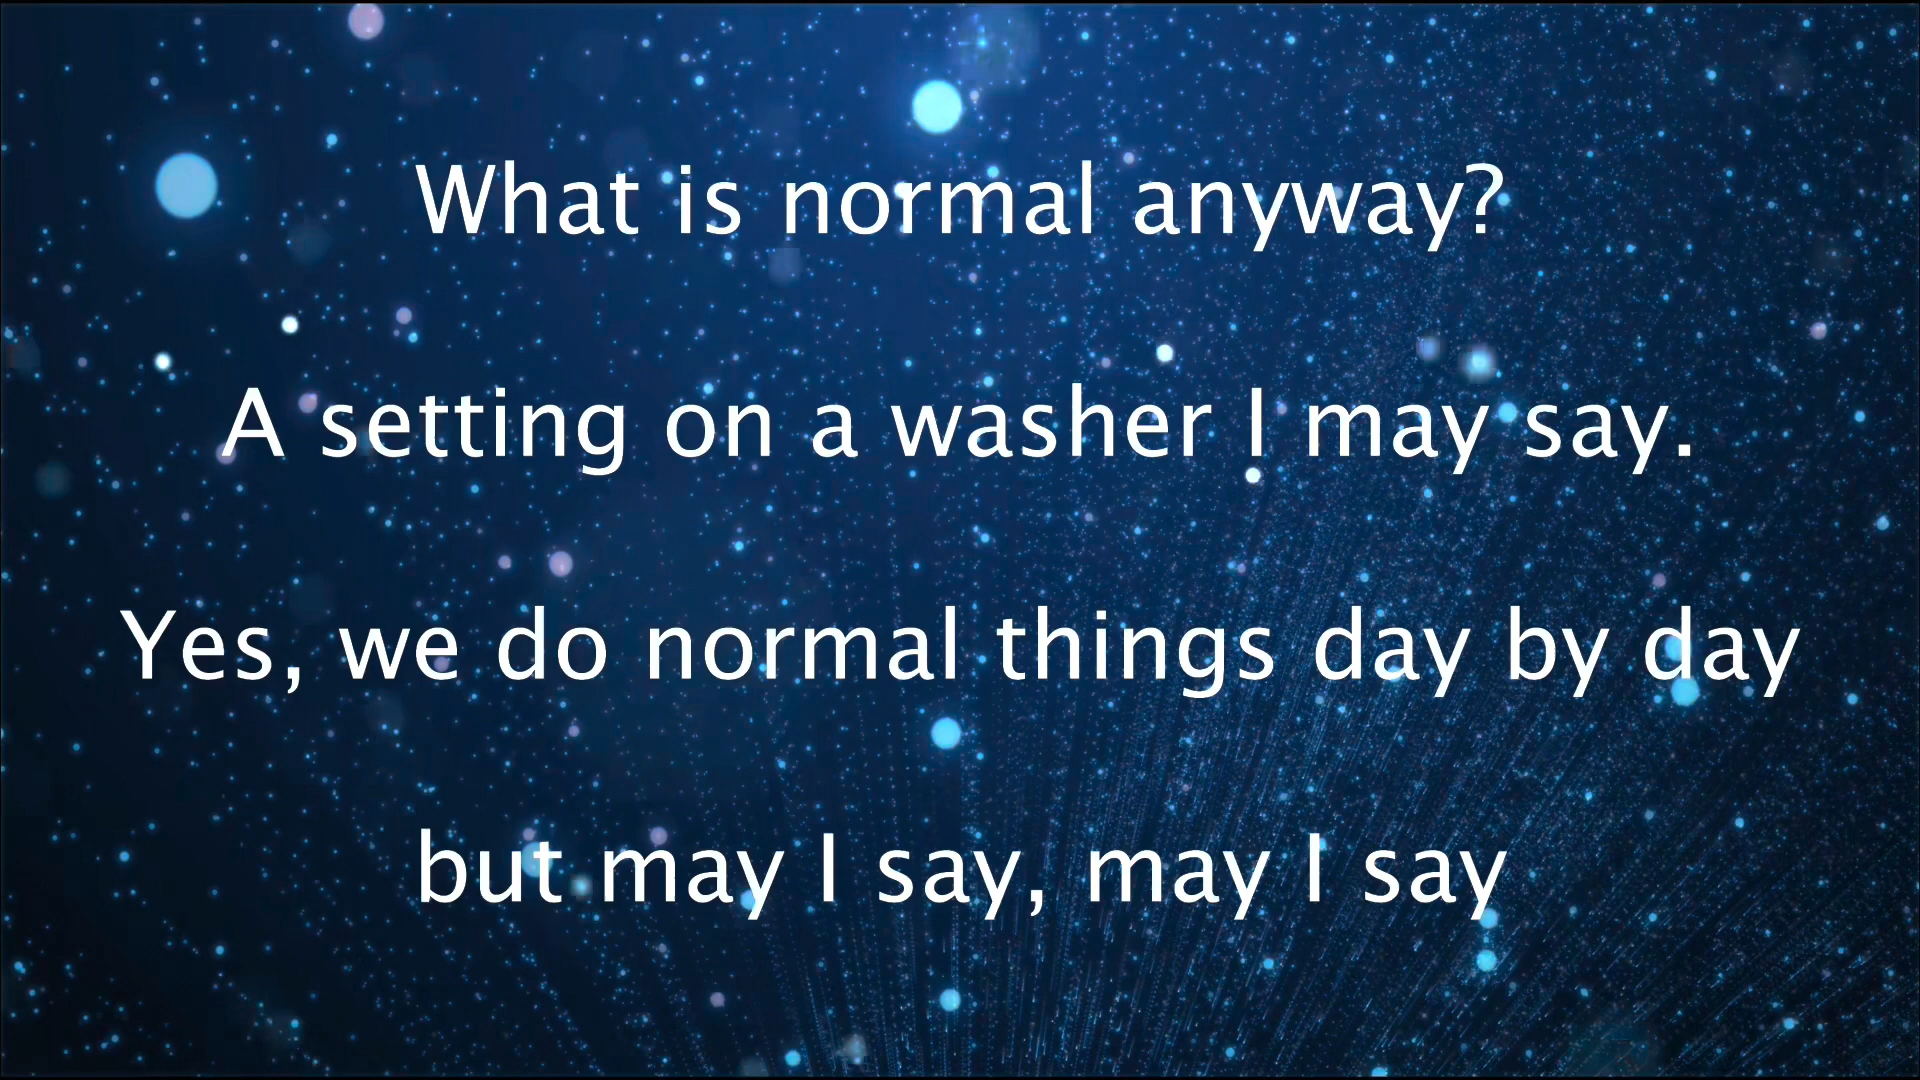 What is normal anyway?
A setting on a washer I may say.
Yes, we do normal things day by day
but may I say, may I say